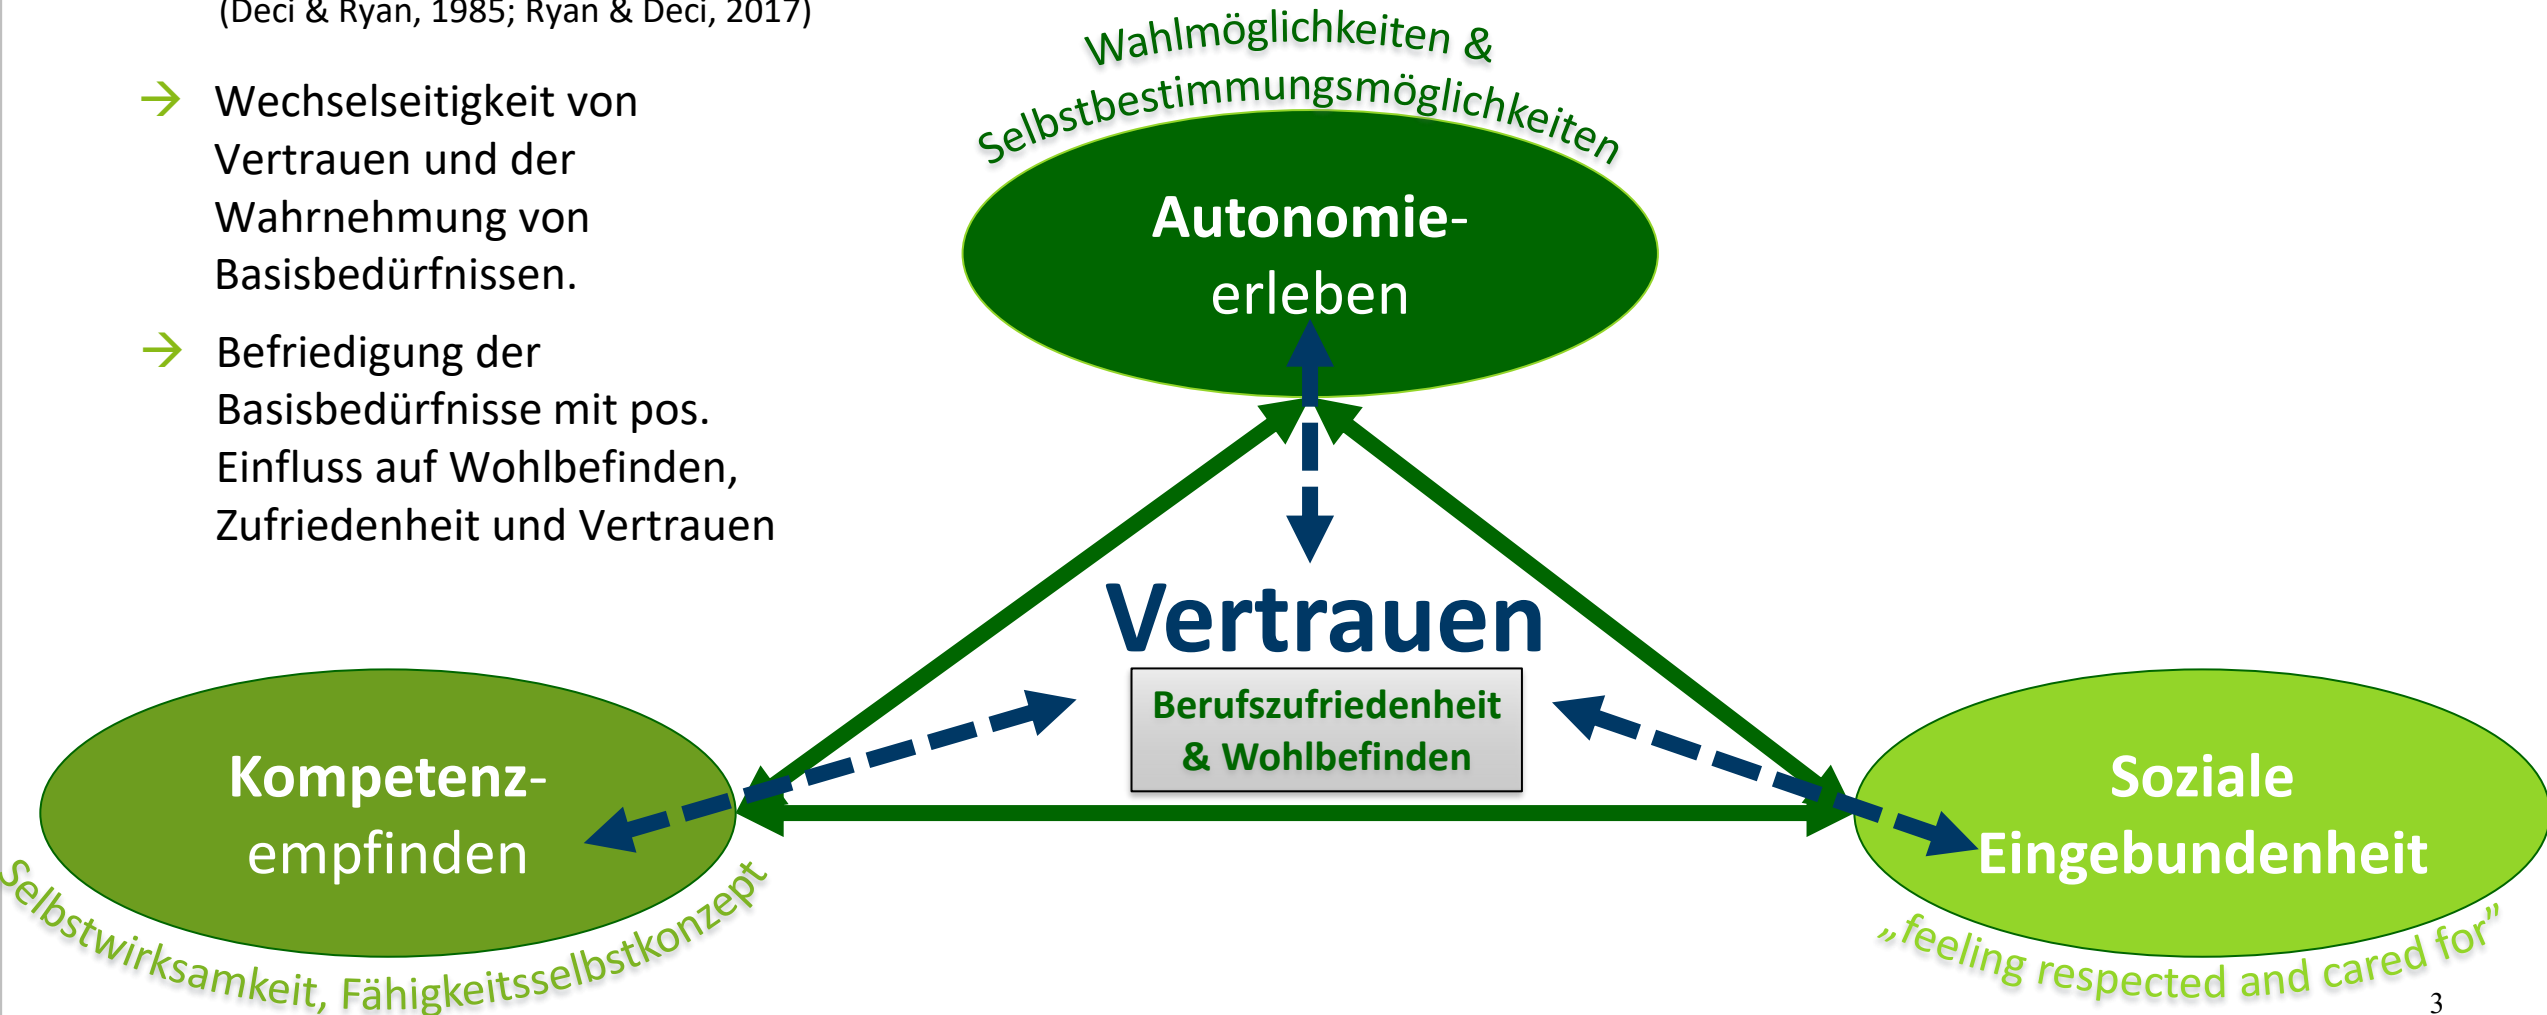 (Deci & Ryan, 1985; Ryan & Deci, 2017)
Wechselseitigkeit von
Vertrauen und der
Wahrnehmung von
Basisbedürfnissen.
Befriedigung der
Basisbedürfnisse mit pos.
Einfluss auf Wohlbefinden,
Zufriedenheit und Vertrauen
Wahlmöglichkeiten &
Selbstbestimmungsmöglichkeiten
Autonomie-
erleben
Vertrauen
Berufszufriedenheit
& Wohlbefinden
Kompetenz-
empfinden
Selbstwirksamkeit, Fähigkeitsselbstkonzept
Soziale
Eingebundenheit
„feeling respected and cared for”
3